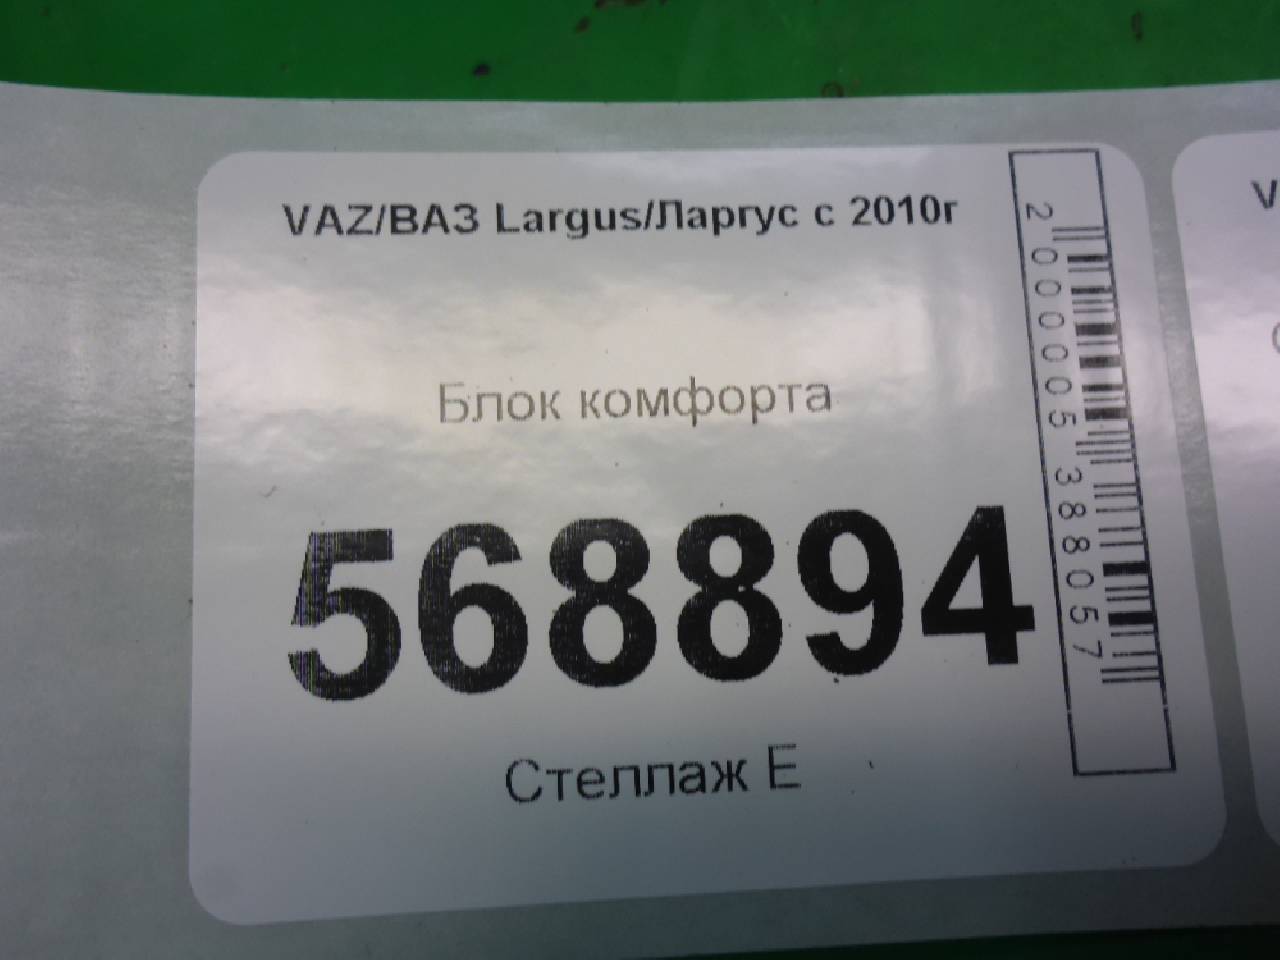 VAZ/ВАЗ Largus/Ларгус с 2010г
Блок комфорта
568894
Стеллаж Е
2000005388057
V